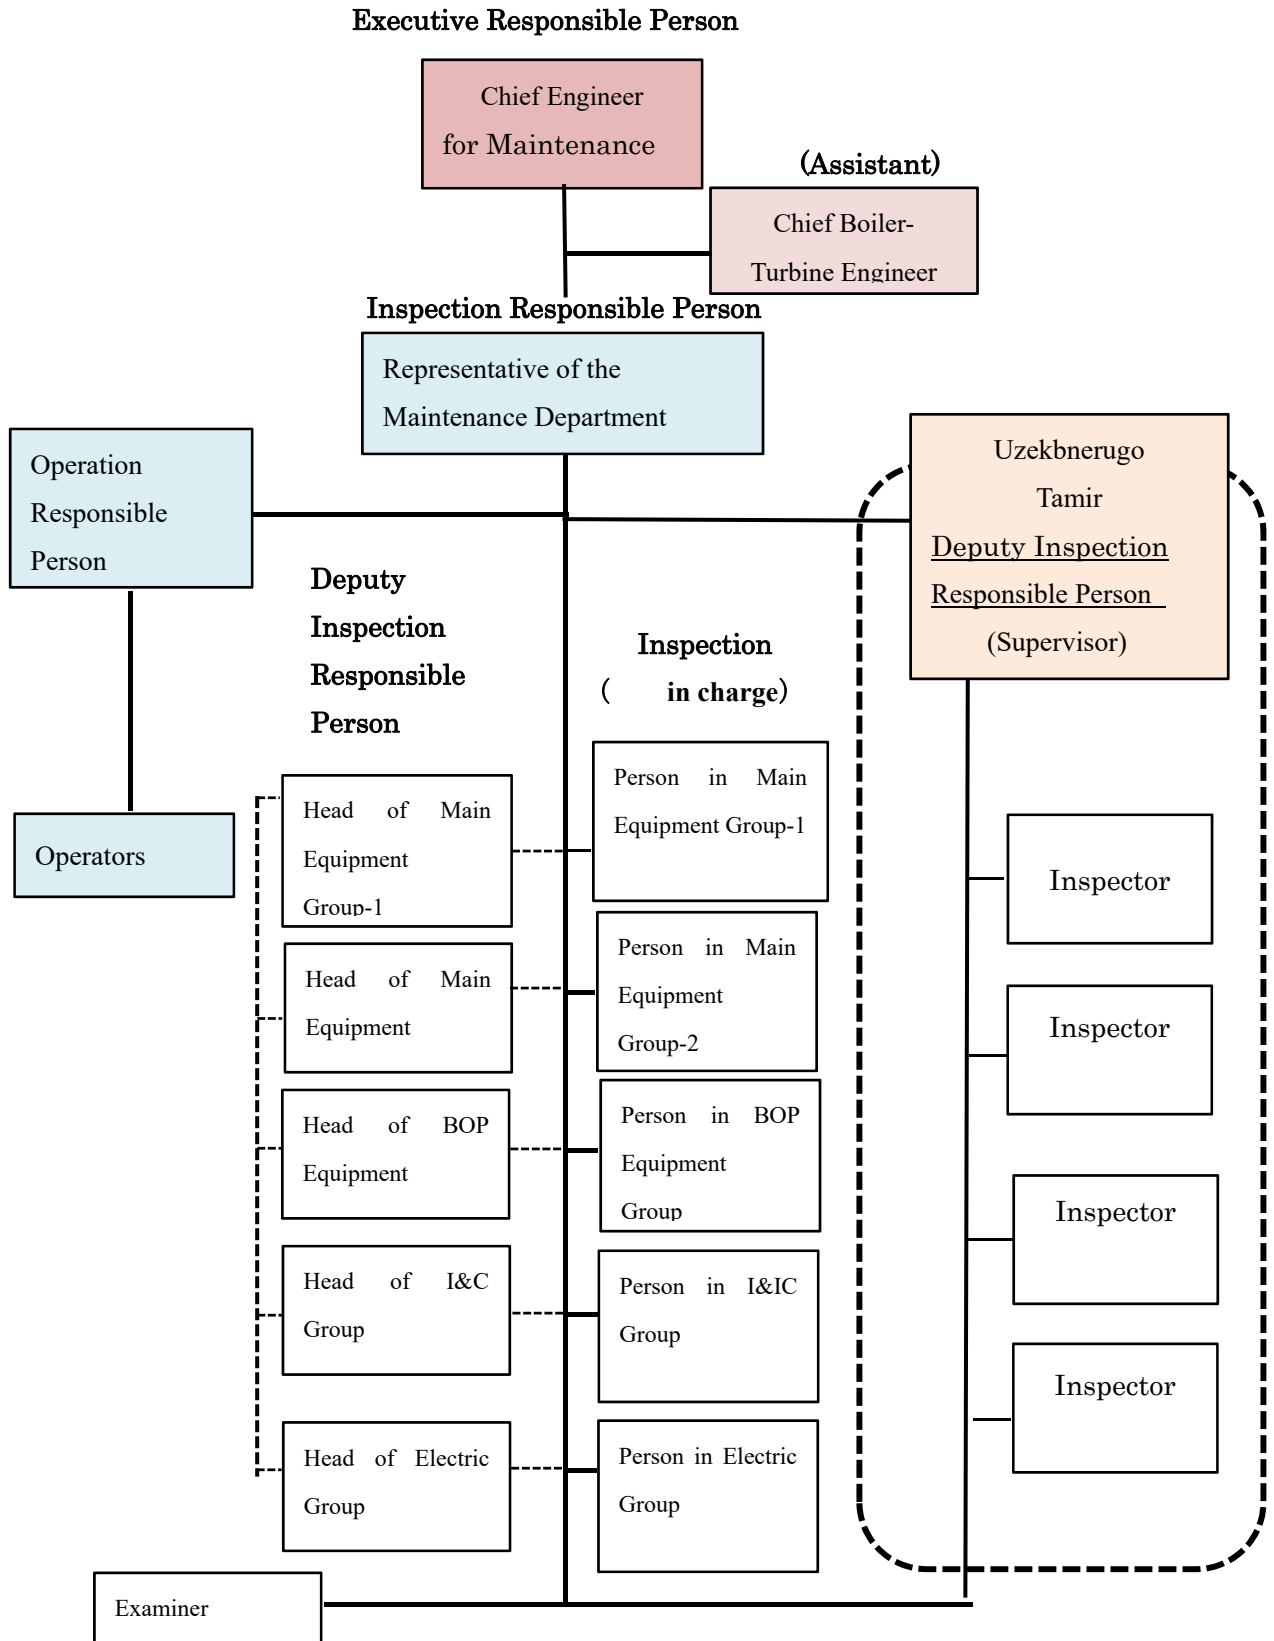 Executive Responsible Person
Chief Engineer
for Maintenance
(Assistant)
Chief Boiler-
Turbine Engineer
Inspection Responsible Person
Representative of the
Maintenance Department
Operation
Responsible
Person
Uzekbnerugo
Tamir
Deputy Inspection
Responsible Person
(Supervisor)
Deputy
Inspection
Responsible
Person
Inspection
( in charge)
Operators
Head of Main
Equipment
Group-1
Person in Main
Equipment Group-1
Inspector
Head of Main
Equipment
Person in Main
Equipment
Group-2
Inspector
Head of BOP
Equipment
Person in BOP
Equipment
Group
Inspector
Head of I&C
Group
Person in I&IC
Group
Inspector
Head of Electric
Group
Person in Electric
Group
Examiner